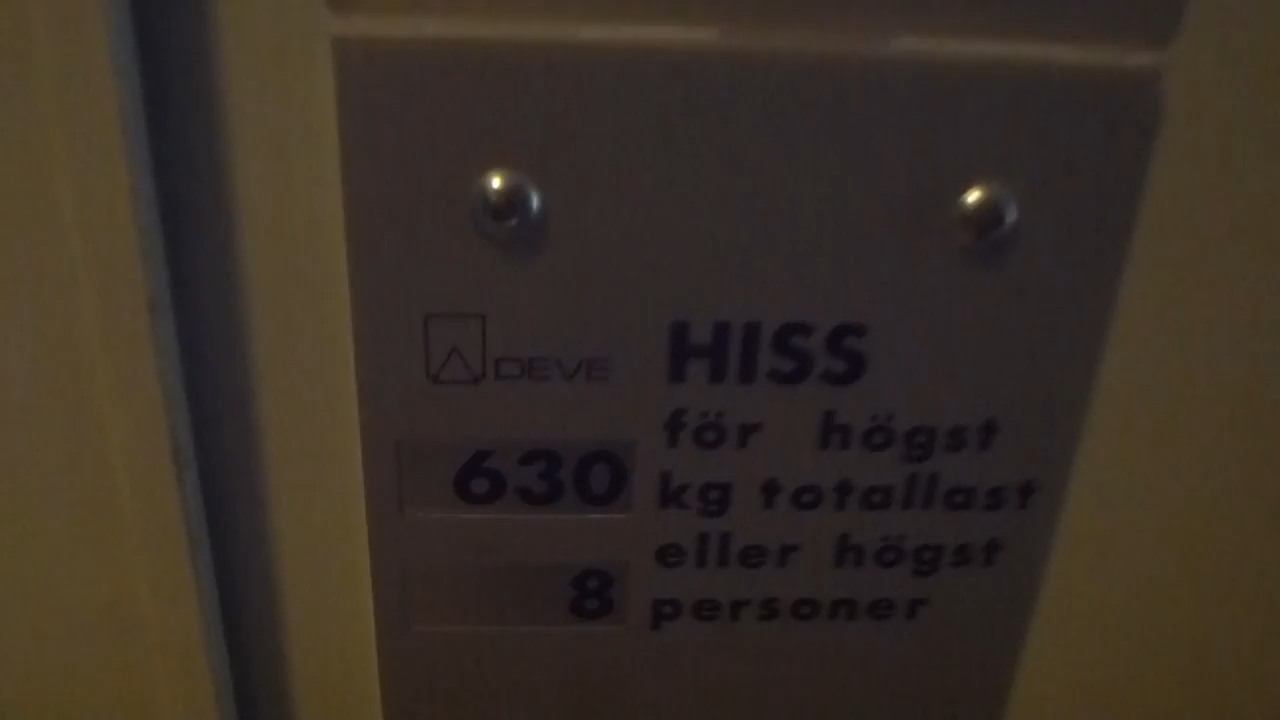 DEVE HISS
för högst
630 kg totallast
eller högst
8 personer